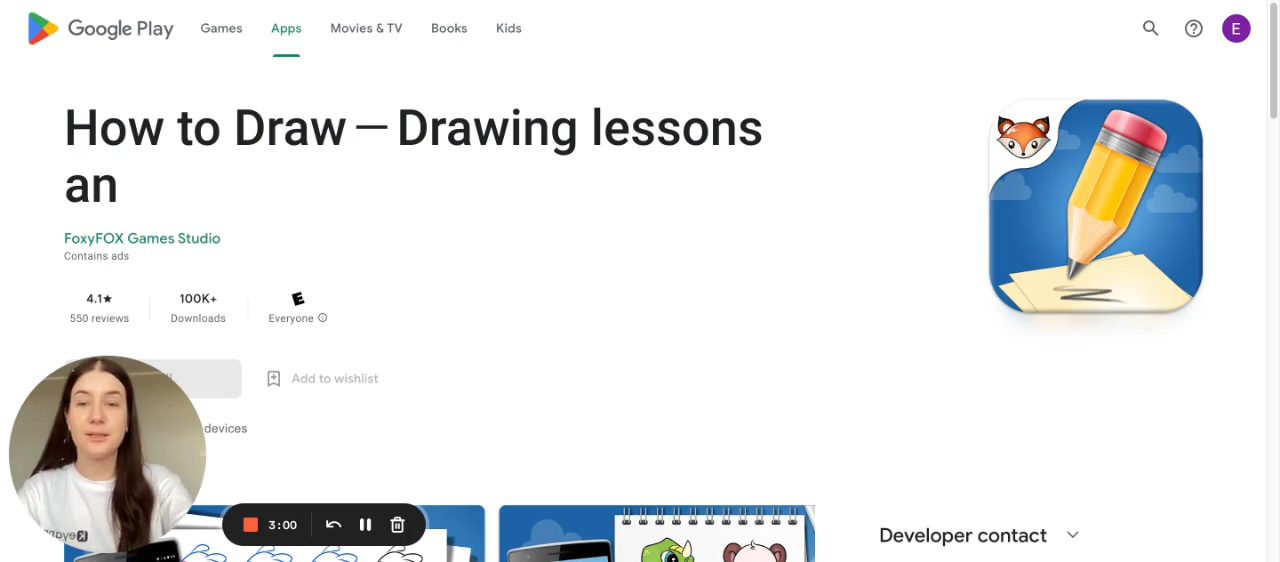 Google Play
Games
Apps
Movies & TV
Books
Kids
E
How to Draw — Drawing lessons
an
FoxyFOX Games Studio
Contains ads
4.1★
550 reviews
100K+
Downloads
E
Everyone
Add to wishlist
devices
3:00
Developer contact